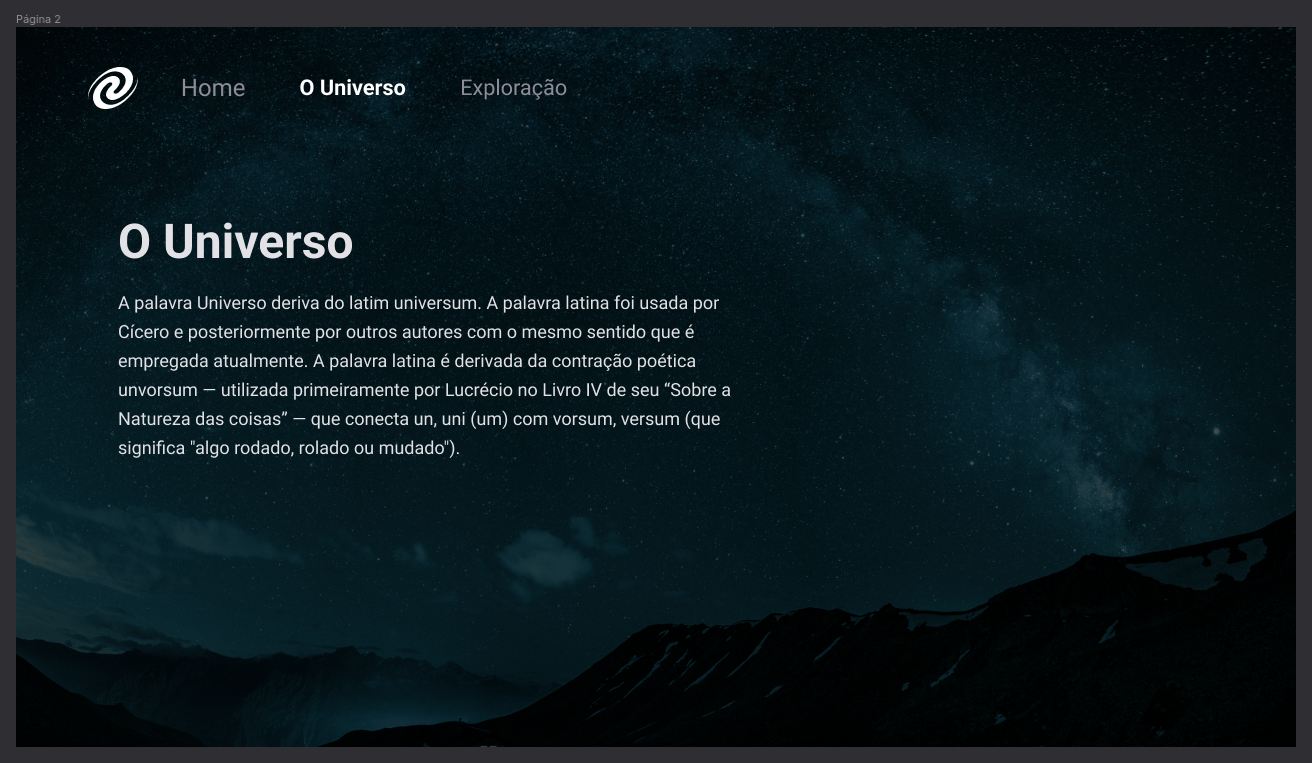 Página 2
Home
O Universo
Exploração
O Universo
A palavra Universo deriva do latim universum. A palavra latina foi usada por
Cícero e posteriormente por outros autores com o mesmo sentido que é
empregada atualmente. A palavra latina é derivada da contração poética
unvorsum — utilizada primeiramente por Lucrécio no Livro IV de seu “Sobre a
Natureza das coisas” — que conecta un, uni (um) com vorsum, versum (que
significa "algo rodado, rolado ou mudado").